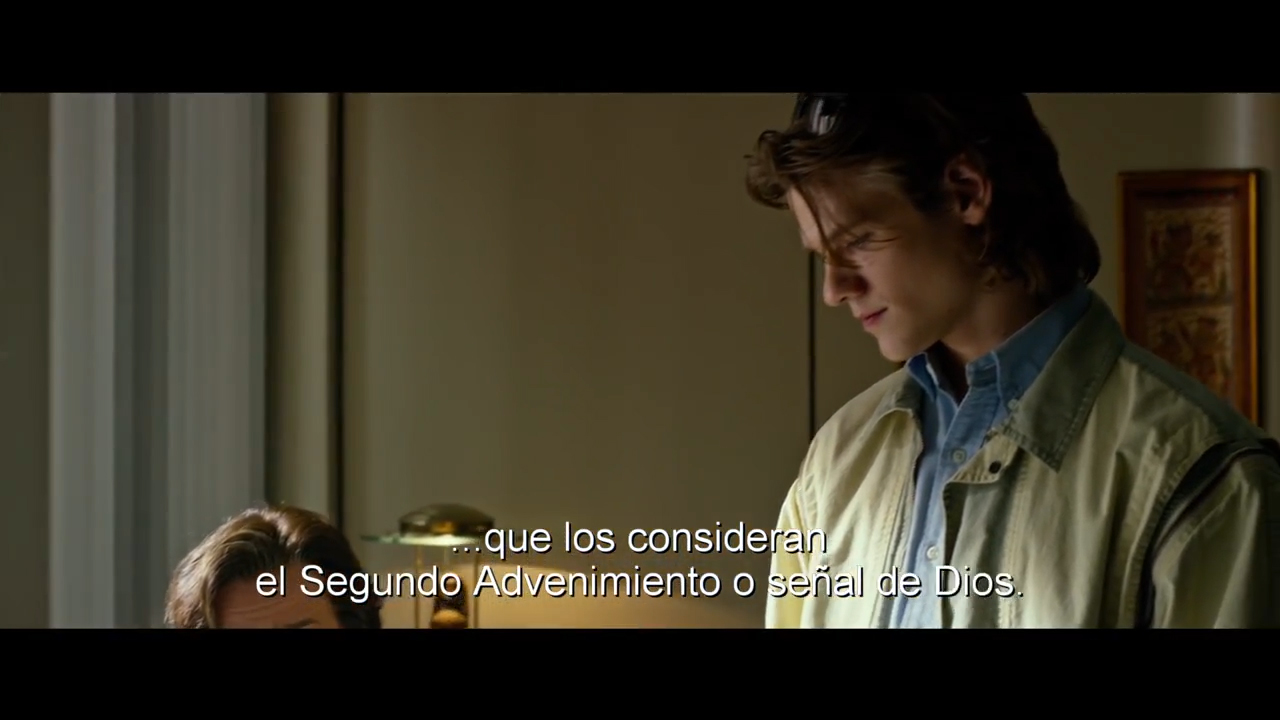 ...que los consideran
el Segundo Advenimiento o señal de Dios.